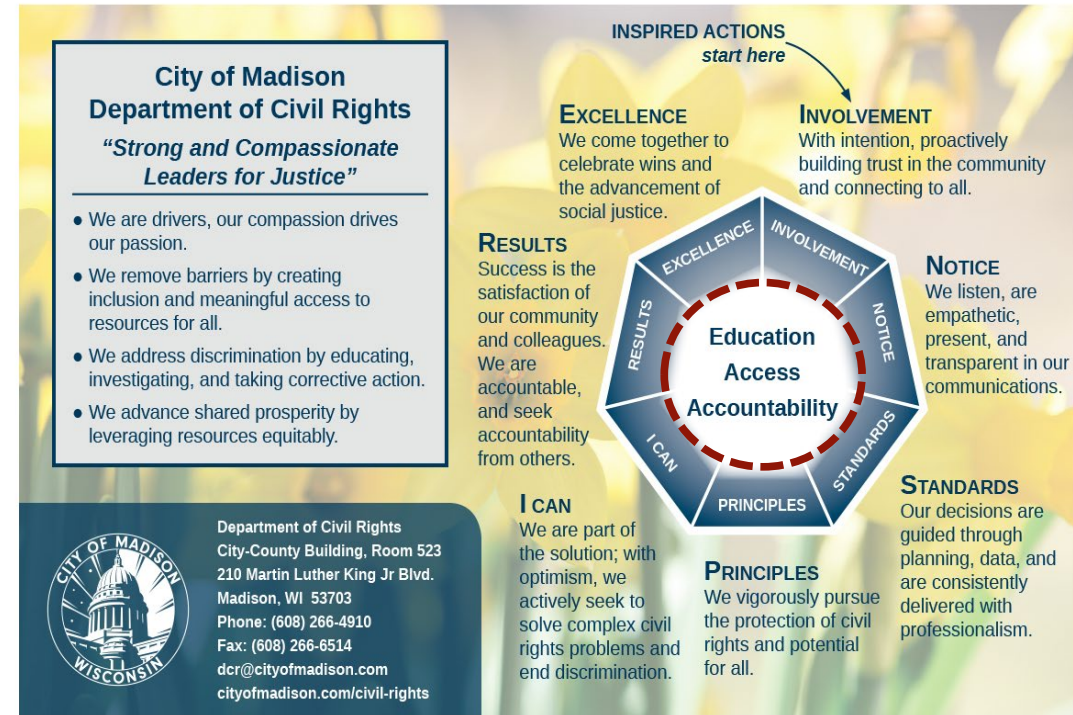 City of Madison
Department of Civil Rights
“Strong and Compassionate
Leaders for Justice”
● We are drivers, our compassion drives
our passion.
● We remove barriers by creating
inclusion and meaningful access to
resources for all.
● We address discrimination by educating,
investigating, and taking corrective action.
● We advance shared prosperity by
leveraging resources equitably.
CITY OF MADISON
WISCONSIN
Department of Civil Rights
City-County Building, Room 523
210 Martin Luther King Jr Blvd.
Madison, WI  53703
Phone: (608) 266-4910
Fax: (608) 266-6514
dcr@cityofmadison.com
cityofmadison.com/civil-rights
INSPIRED ACTIONS
start here
INVOLVEMENT
With intention, proactively
building trust in the community
and connecting to all.
NOTICE
We listen, are
empathetic,
present, and
transparent in our
communications.
STANDARDS
Our decisions are
guided through
planning, data, and
are consistently
delivered with
professionalism.
PRINCIPLES
We vigorously pursue
the protection of civil
rights and potential
for all.
I CAN
We are part of
the solution; with
optimism, we
actively seek to
solve complex civil
rights problems and
end discrimination.
RESULTS
Success is the
satisfaction of
our community
and colleagues.
We are
accountable,
and seek
accountability
from others.
EXCELLENCE
We come together to
celebrate wins and
the advancement of
social justice.
INVOLVEMENT
NOTICE
STANDARDS
PRINCIPLES
I CAN
RESULTS
EXCELLENCE
Education
Access
Accountability